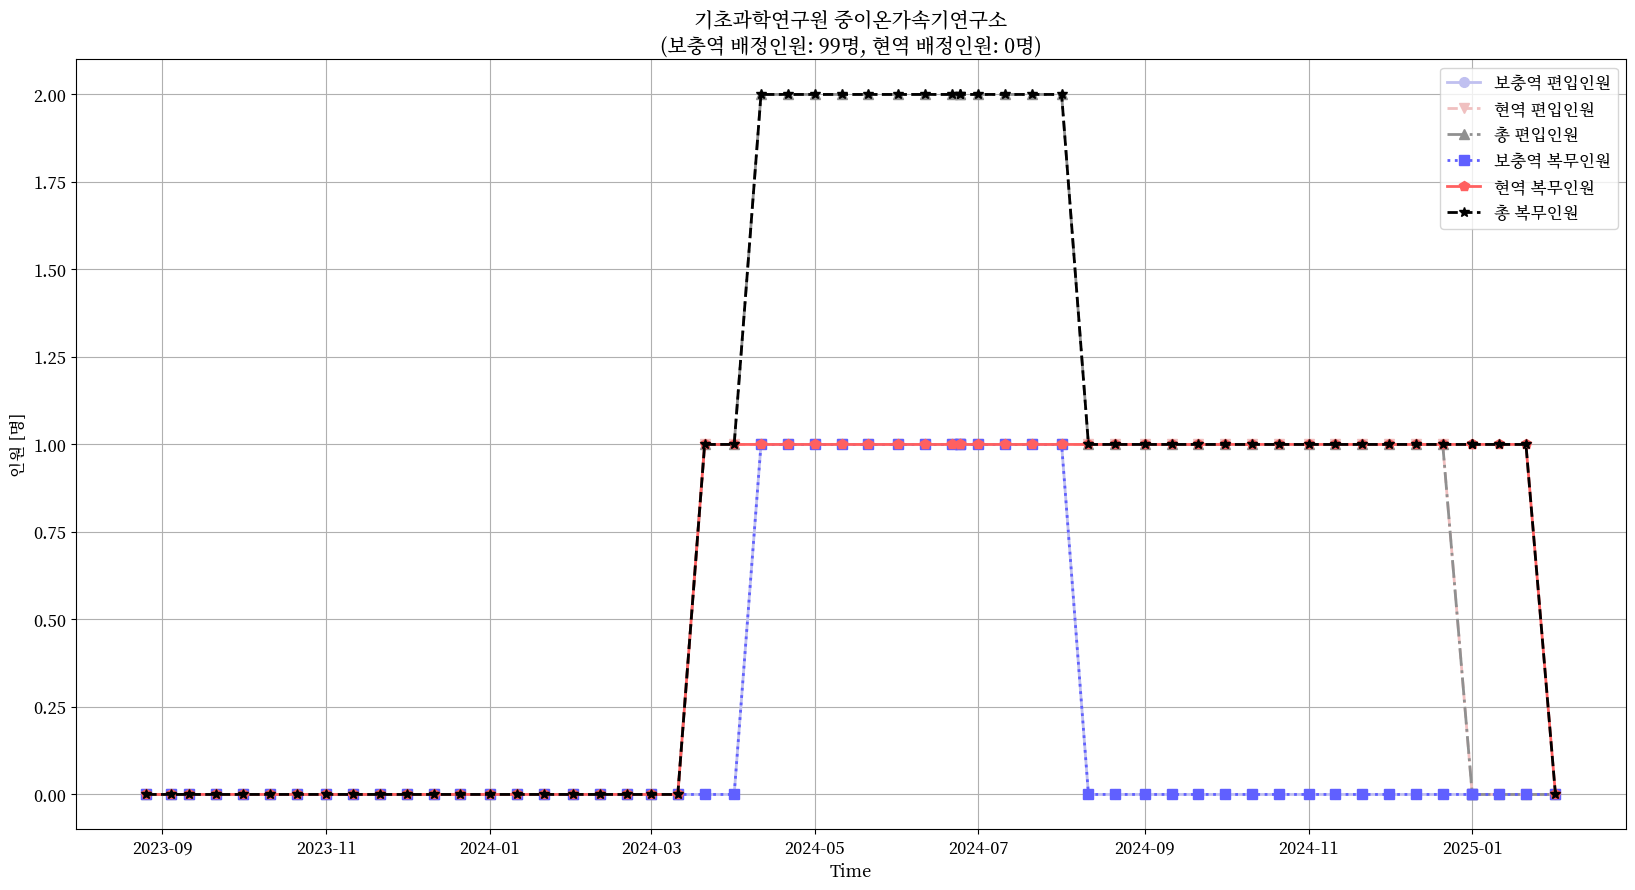 기초과학연구원 중이온가속기연구소
(보충역 배정인원: 99명, 현역 배정인원: 0명)
보충역 편입인원
현역 편입인원
총 편입인원
보충역 복무인원
현역 복무인원
총 복무인원
인원 [명]
2.00
1.75
1.50
1.25
1.00
0.75
0.50
0.25
0.00
2023-09
2023-11
2024-01
2024-03
2024-05
2024-07
2024-09
2024-11
2025-01
Time